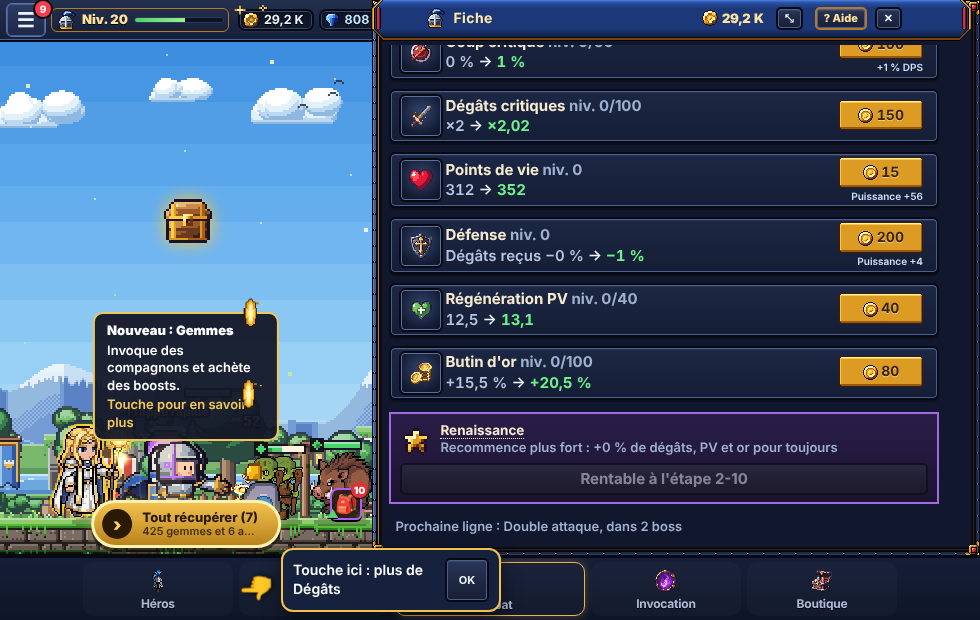 9
Niv. 20
29,2 K
808
Fiche
29,2 K
? Aide
Coup critique niv. 0/80
0 % → 1 %
100
+1 % DPS
Dégâts critiques niv. 0/100
×2 → ×2,02
150
Points de vie niv. 0
312 → 352
15
Puissance +56
Défense niv. 0
Dégâts reçus −0 % → −1 %
200
Puissance +4
Régénération PV niv. 0/40
12,5 → 13,1
40
Butin d'or niv. 0/100
+15,5 % → +20,5 %
80
Renaissance
Recommence plus fort : +0 % de dégâts, PV et or pour toujours
Rentable à l'étape 2-10
Prochaine ligne : Double attaque, dans 2 boss
Nouveau : Gemmes
Invoque des
compagnons et achète
des boosts.
Touche pour en savoir
plus
10
Tout récupérer (7)
425 gemmes et 6 a...
Touche ici : plus de
Dégâts
OK
Héros
Invocation
Boutique